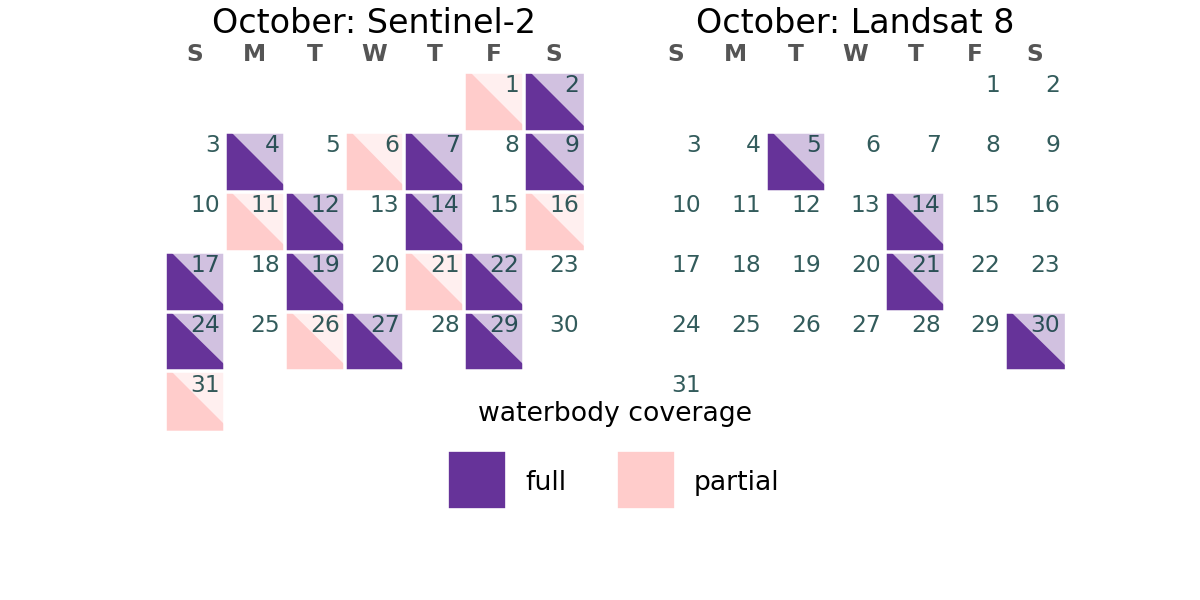 October: Sentinel-2
S M T W T F S
1 2
3 4 5 6 7 8 9
10 11 12 13 14 15 16
17 18 19 20 21 22 23
24 25 26 27 28 29 30
31
October: Landsat 8
S M T W T F S
1 2
3 4 5 6 7 8 9
10 11 12 13 14 15 16
17 18 19 20 21 22 23
24 25 26 27 28 29 30
31
waterbody coverage
full partial